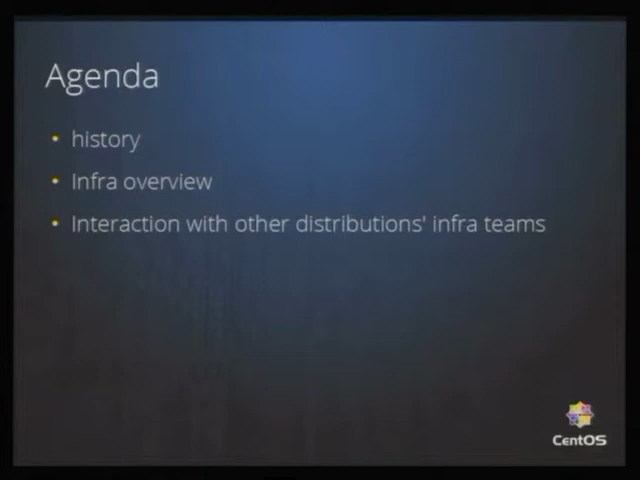 Agenda
history
Infra overview
Interaction with other distributions' infra teams
CentOS